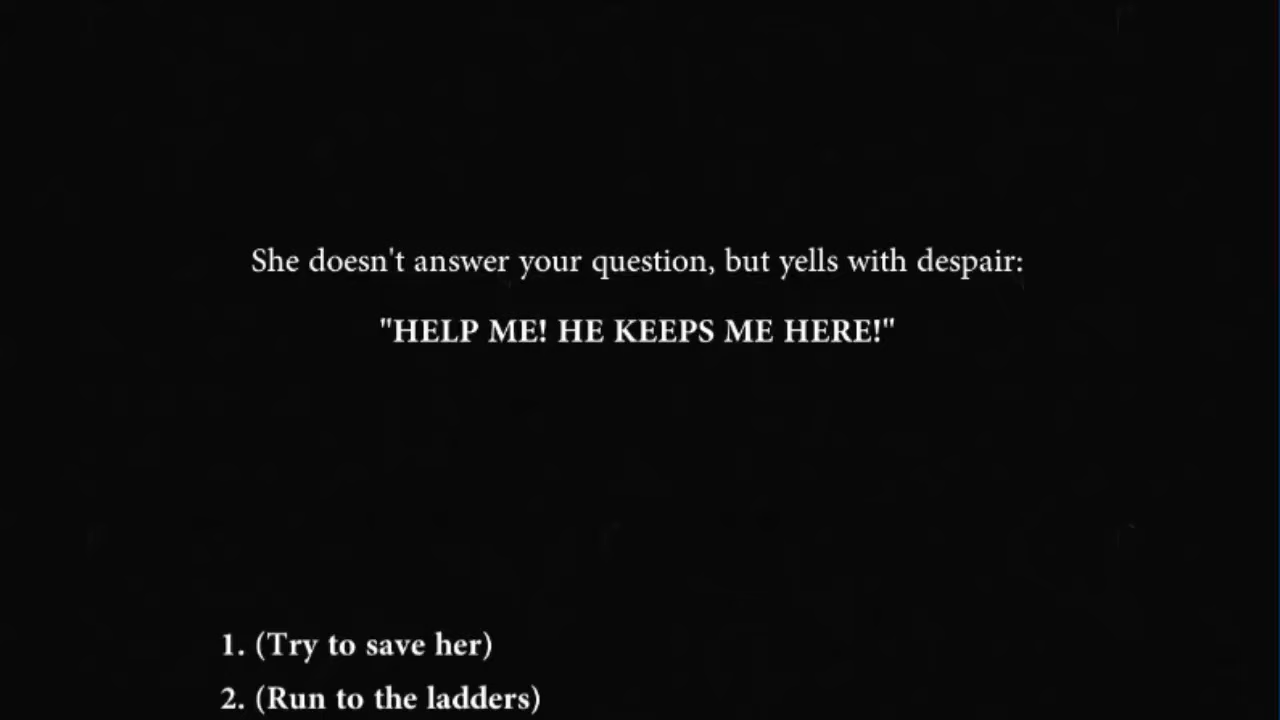 She doesn't answer your question, but yells with despair:
"HELP ME! HE KEEPS ME HERE!"
1. (Try to save her)
2. (Run to the ladders)